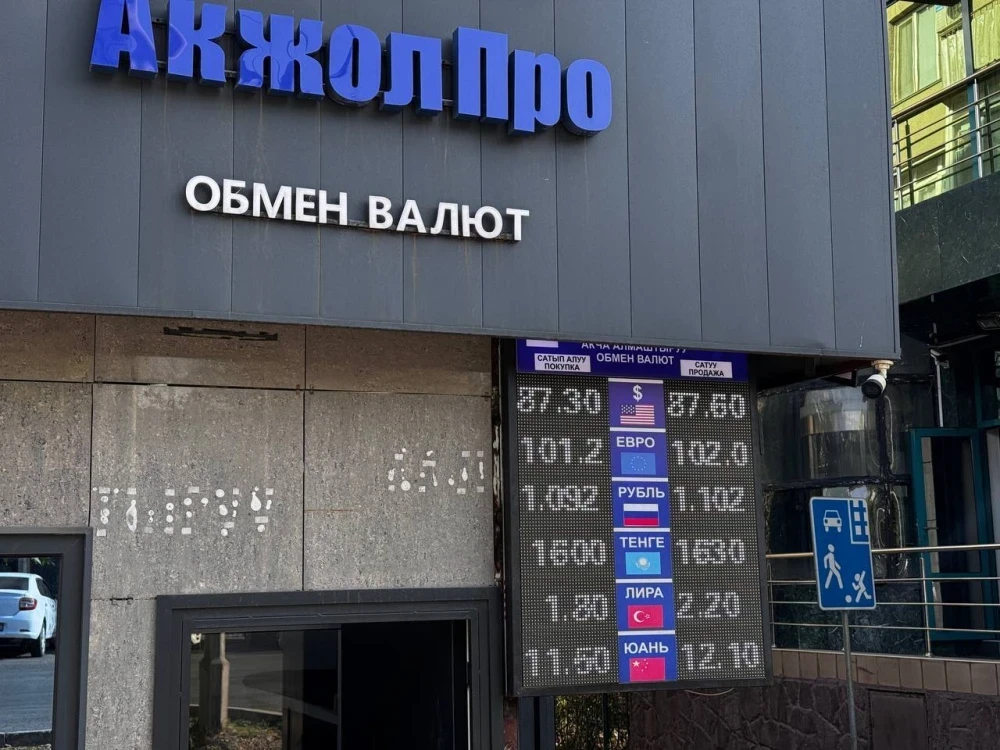 АкжолПро
ОБМЕН ВАЛЮТ
АКЧА АЛМАШТЫРУУ
САТЫП АЛУУ ОБМЕН ВАЛЮТ САТУУ
ПОКУПКА ПРОДАЖА
87.30 $ 87.60
101.2 ЕВРО 102.0
1.092 РУБЛЬ 1.102
1600 ТЕНГЕ 1630
1.80 ЛИРА 2.20
11.50 ЮАНЬ 12.10